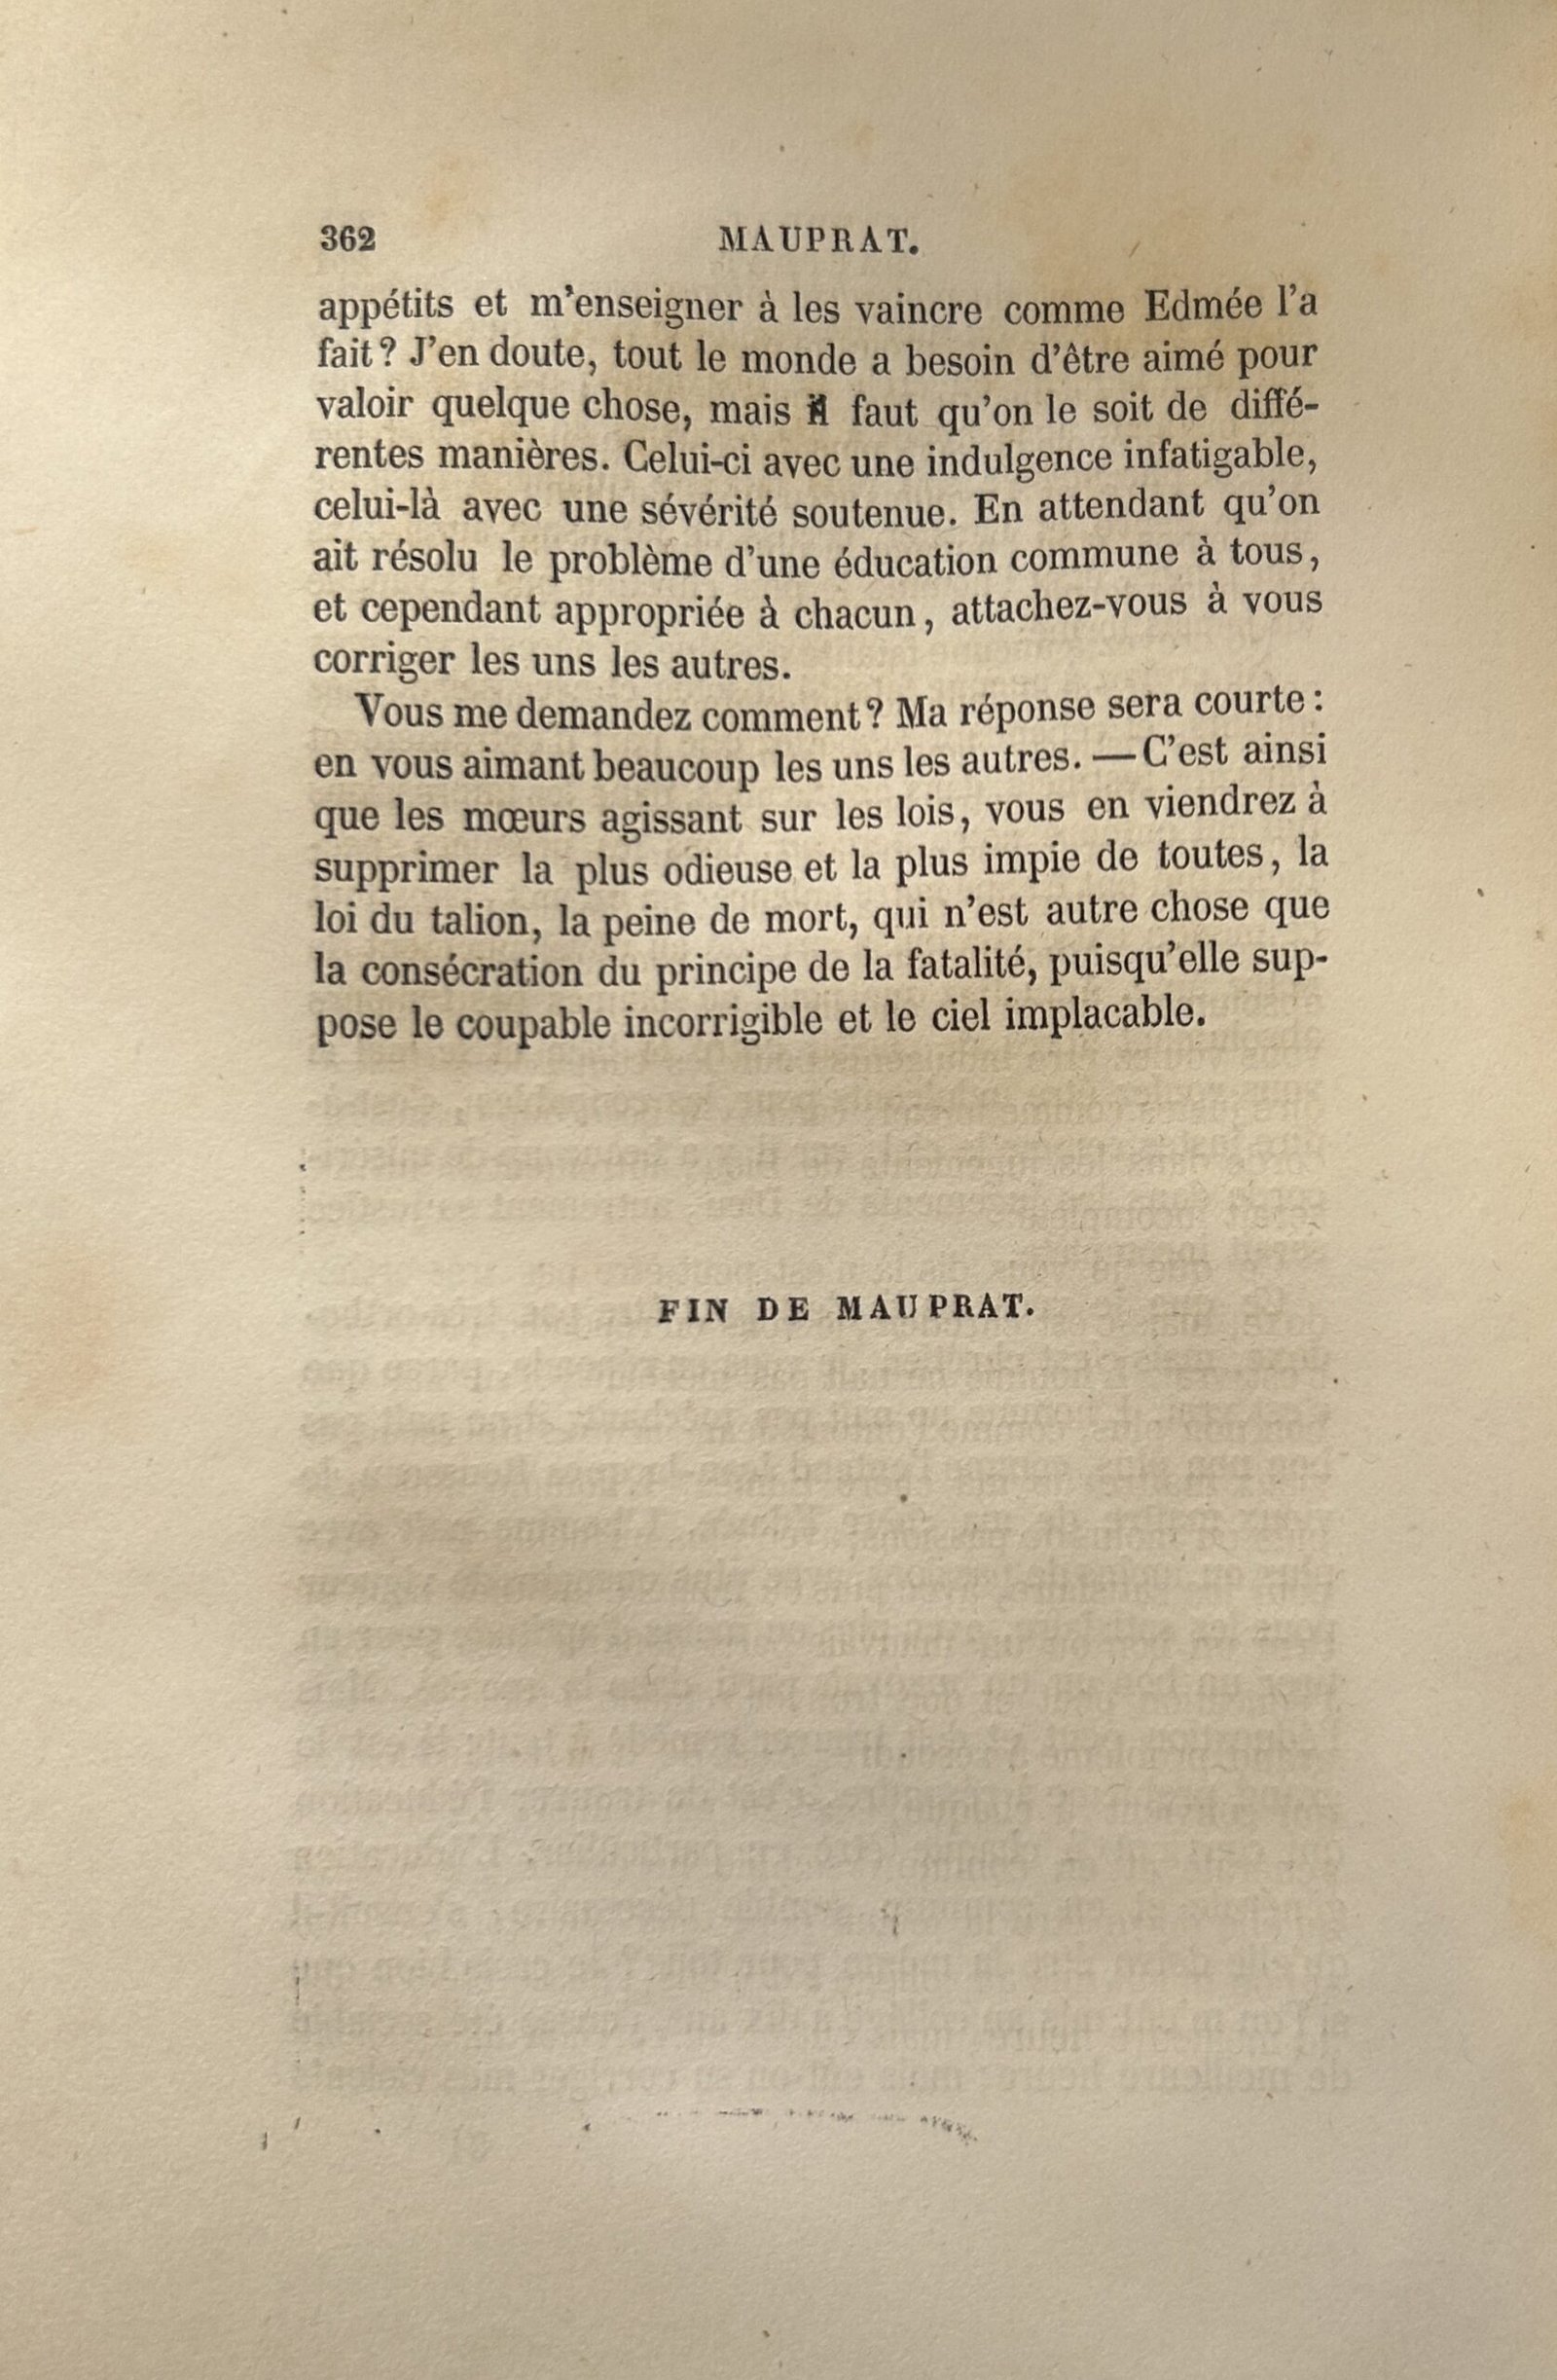 362 MAUPRAT.
appétits et m'enseigner à les vaincre comme Edmée l'a
fait ? J'en doute, tout le monde a besoin d'être aimé pour
valoir quelque chose, mais il faut qu'on le soit de diffé-
rentes manières. Celui-ci avec une indulgence infatigable,
celui-là avec une sévérité soutenue. En attendant qu'on
ait résolu le problème d'une éducation commune à tous,
et cependant appropriée à chacun, attachez-vous à vous
corriger les uns les autres.
Vous me demandez comment ? Ma réponse sera courte :
en vous aimant beaucoup les uns les autres. — C'est ainsi
que les mœurs agissant sur les lois, vous en viendrez à
supprimer la plus odieuse et la plus impie de toutes, la
loi du talion, la peine de mort, qui n'est autre chose que
la consécration du principe de la fatalité, puisqu'elle sup-
pose le coupable incorrigible et le ciel implacable.
FIN DE MAUPRAT.